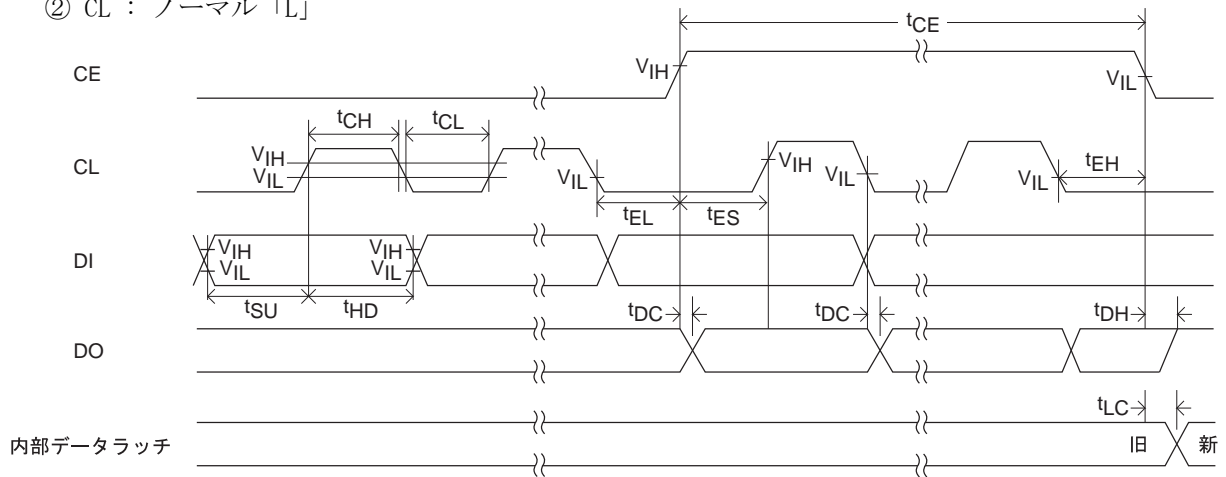 ② CL : ノーマル「L」
tCE
CE
VIH
VIL
tCH
tCL
CL
VIH
VIL
VIL
VIH
VIL
VIL
tEH
tEL
tES
DI
VIH
VIL
VIH
VIL
tSU
tHD
tDC
tDC
tDH
DO
tLC
内部データラッチ
旧
新